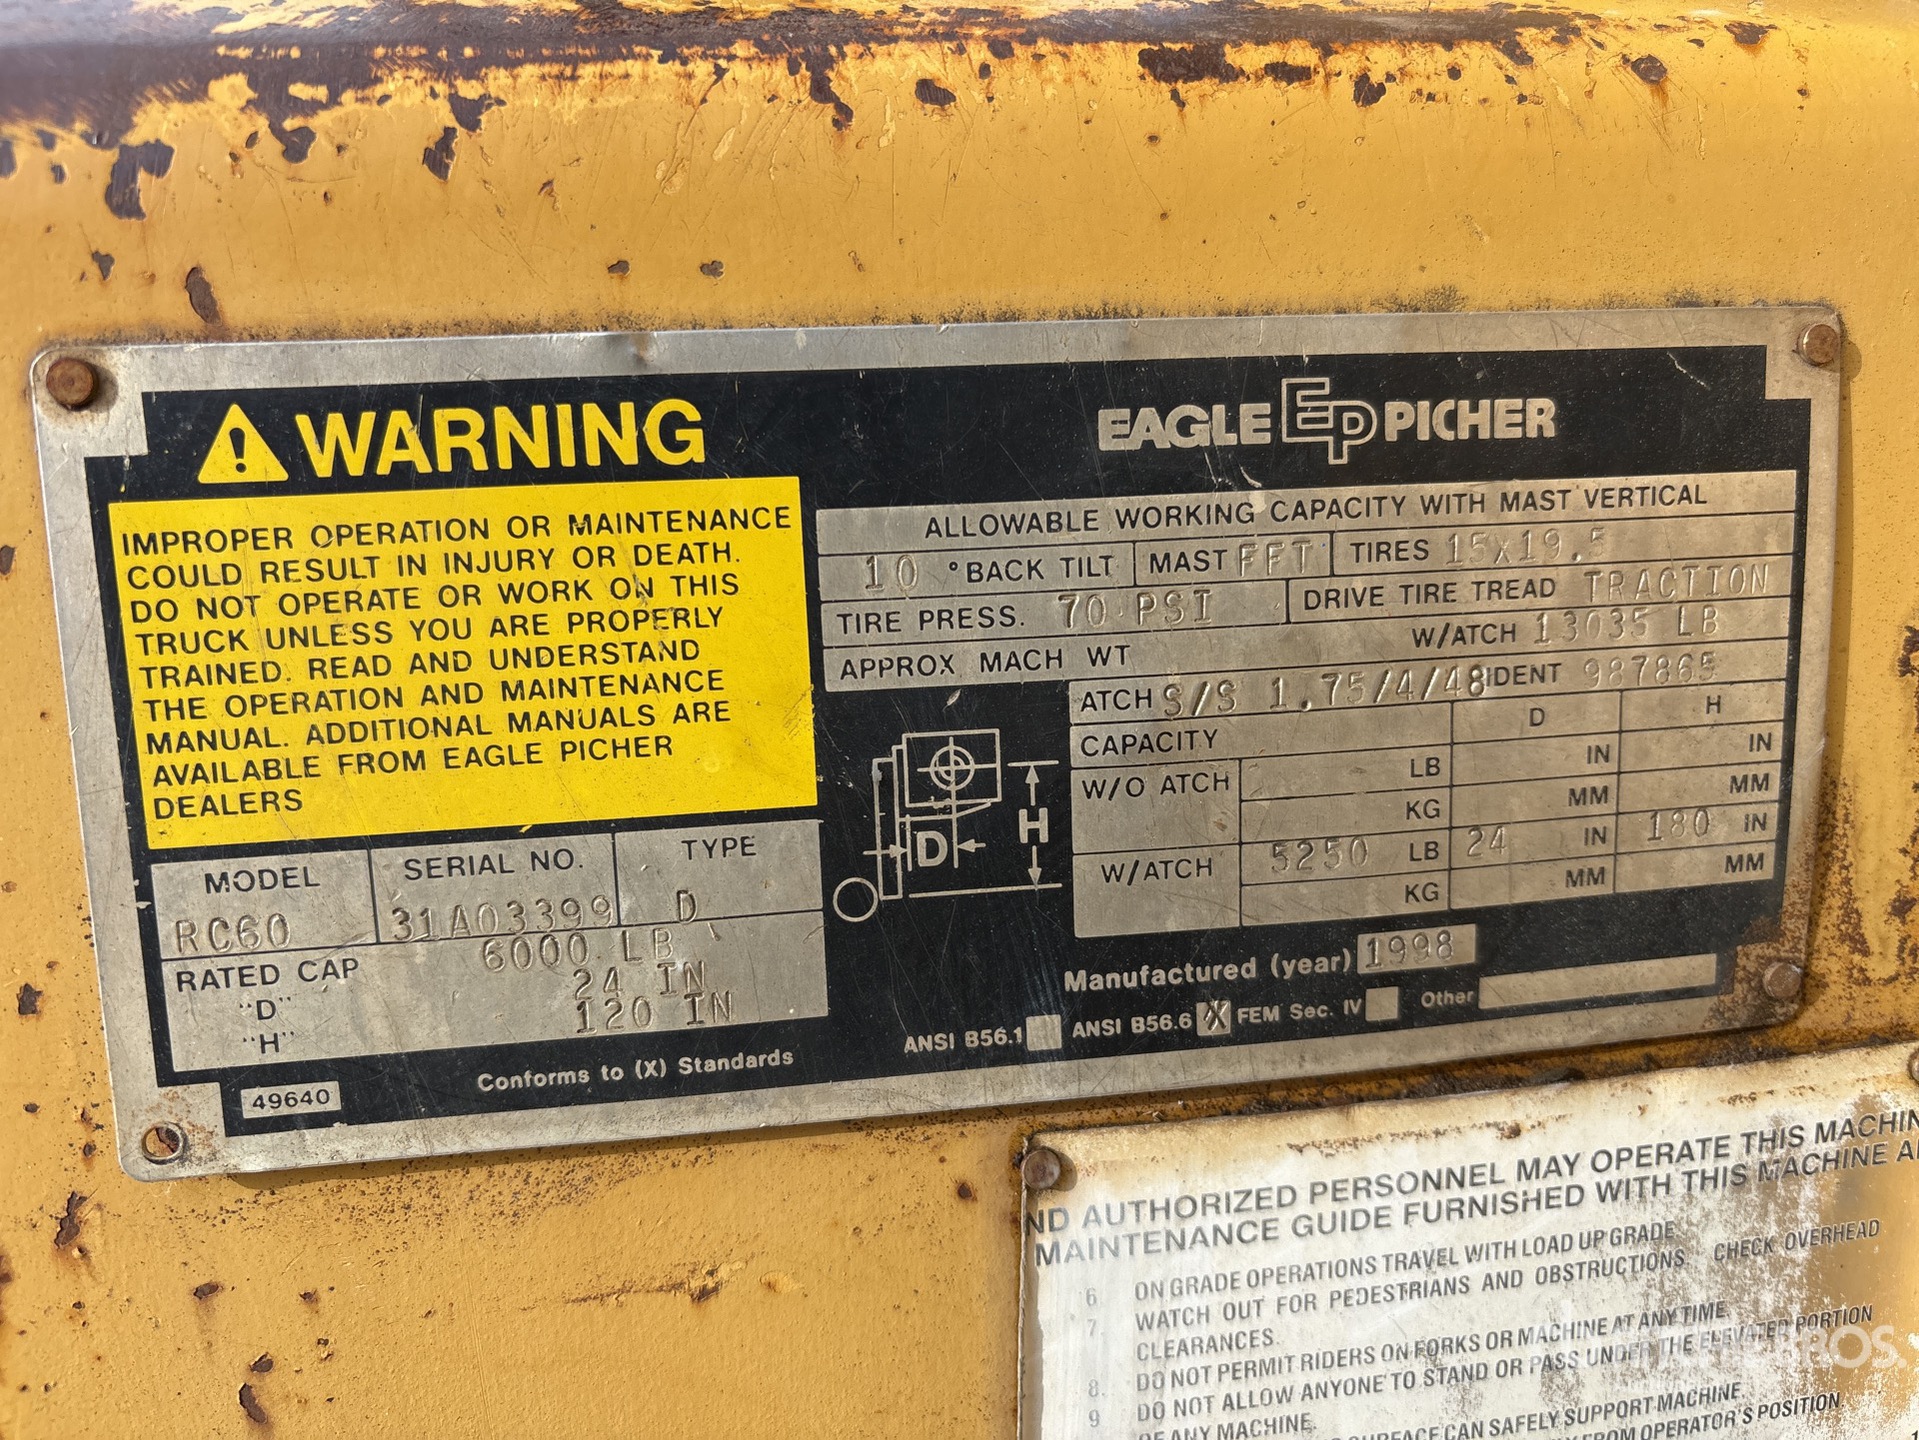 WARNING
IMPROPER OPERATION OR MAINTENANCE
COULD RESULT IN INJURY OR DEATH.
DO NOT OPERATE OR WORK ON THIS
TRUCK UNLESS YOU ARE PROPERLY
TRAINED. READ AND UNDERSTAND
THE OPERATION AND MAINTENANCE
MANUAL. ADDITIONAL MANUALS ARE
AVAILABLE FROM EAGLE PICHER
DEALERS
MODEL SERIAL NO. TYPE
RC60 31A03399 D
RATED CAP 6000 LB
"D" 24 IN
"H" 120 IN
49640
Conforms to (X) Standards
EAGLE EP PICHER
ALLOWABLE WORKING CAPACITY WITH MAST VERTICAL
10 °BACK TILT MAST FFT TIRES 15X19.5
TIRE PRESS. 70 PSI DRIVE TIRE TREAD TRACTION
APPROX MACH WT W/ATCH 13035 LB
ATCH S/S 1.75/4/48 IDENT 987865
CAPACITY D H
W/O ATCH LB IN IN
KG MM MM
W/ATCH 5250 LB 24 IN 180 IN
KG MM MM
D H
Manufactured (year) 1998
ANSI B56.1 ANSI B56.6 X FEM Sec. IV Other
ND AUTHORIZED PERSONNEL MAY OPERATE THIS MACHIN
MAINTENANCE GUIDE FURNISHED WITH THIS MACHINE A
6 ON GRADE OPERATIONS TRAVEL WITH LOAD UP GRADE
7. WATCH OUT FOR PEDESTRIANS AND OBSTRUCTIONS CHECK OVERHEAD
CLEARANCES.
8. DO NOT PERMIT RIDERS ON FORKS OR MACHINE AT ANY TIME
9 DO NOT ALLOW ANYONE TO STAND OR PASS UNDER THE ELEVATED PORTION
OF ANY MACHINE.
CAN SAFELY SUPPORT MACHINE
FROM OPERATOR'S POSITION